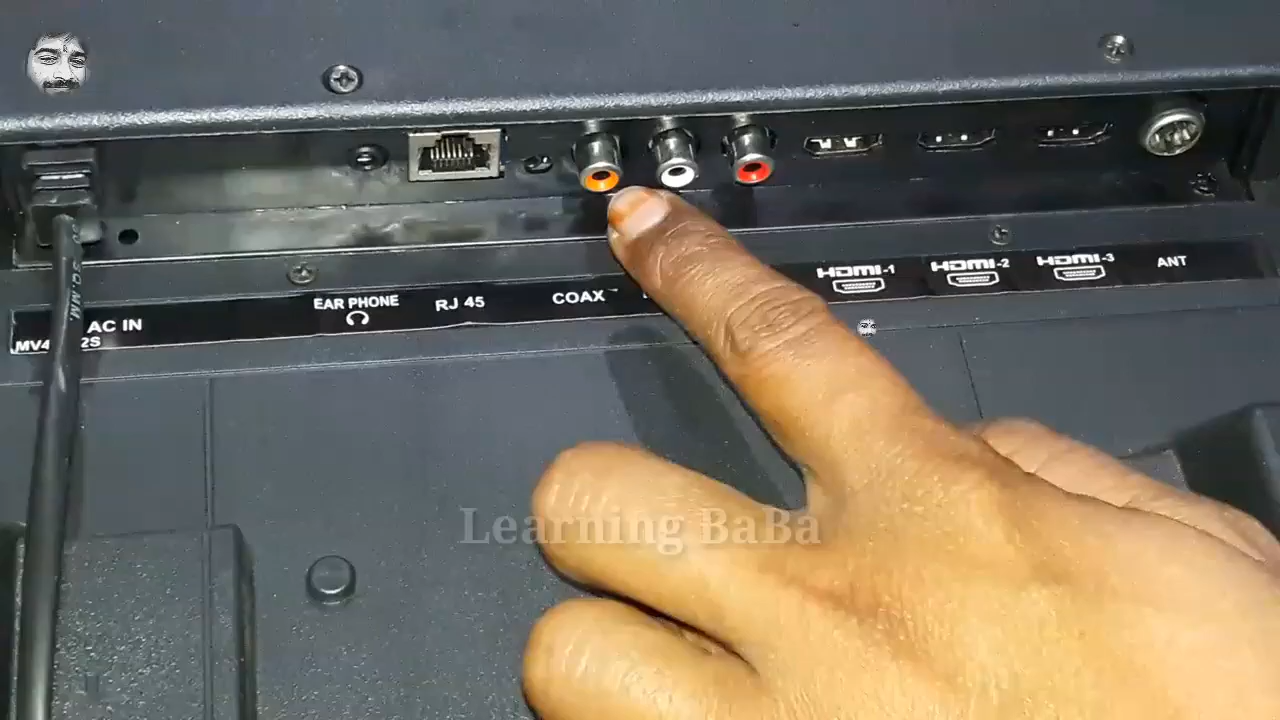 EAR PHONE
RJ 45
COAX
HDMI-1
HDMI-2
HDMI-3
ANT
AC IN
Learning BaBa